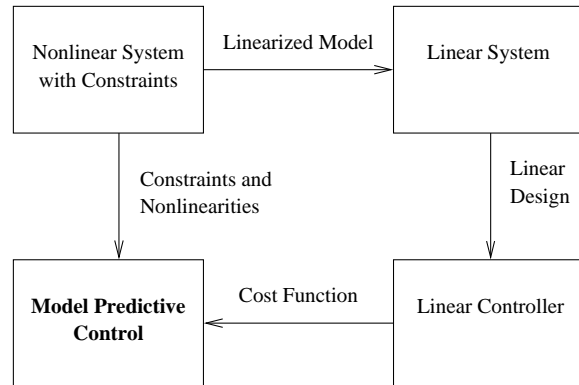 Nonlinear System
with Constraints
Linearized Model
Linear System
Constraints and
Nonlinearities
Linear
Design
Model Predictive
Control
Cost Function
Linear Controller